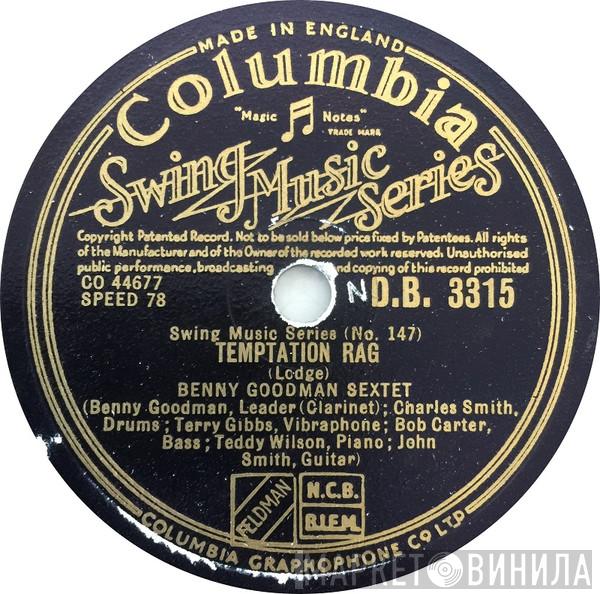 MADE IN ENGLAND
Columbia
"Magic Notes"
TRADE MARK
Swing Music Series
Copyright Patented Record. Not to be sold below price fixed by Patentees. All rights
of the Manufacturer and of the Owner of the recorded work reserved. Unauthorised
public performance, broadcasting and copying of this record prohibited
CO 44677
SPEED 78
N D.B. 3315
Swing Music Series (No. 147)
TEMPTATION RAG
(Lodge)
BENNY GOODMAN SEXTET
(Benny Goodman, Leader (Clarinet); Charles Smith,
Drums; Terry Gibbs, Vibraphone; Bob Carter,
Bass; Teddy Wilson, Piano; John
Smith, Guitar)
FELDMAN
N.C.B.
B.I.E.M.
COLUMBIA GRAPHOPHONE CO LTD
МАРКЕТ ВИНИЛА